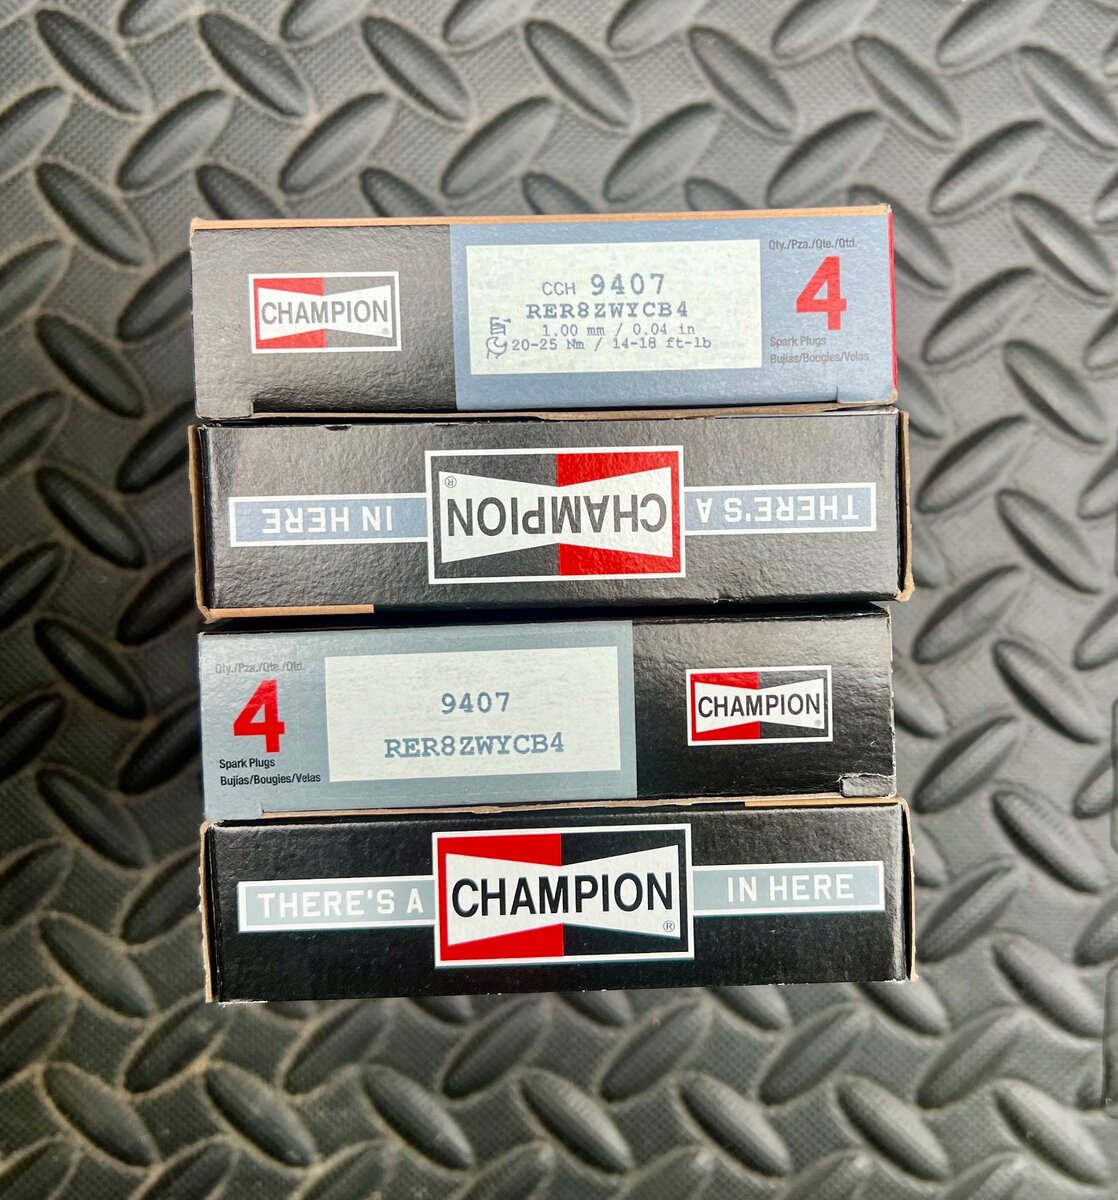 CHAMPION
®
CCH 9407
RER8ZWYCB4
1.00 mm / 0.04 in
20-25 Nm / 14-18 ft-lb
Qty./Pza./Qte./Qtd.
4
Spark Plugs
Bujias/Bougies/Velas
THERE'S A CHAMPION® IN HERE
Qty./Pza./Qte./Qtd.
4
Spark Plugs
Bujias/Bougies/Velas
9407
RER8ZWYCB4
CHAMPION
®
THERE'S A CHAMPION® IN HERE